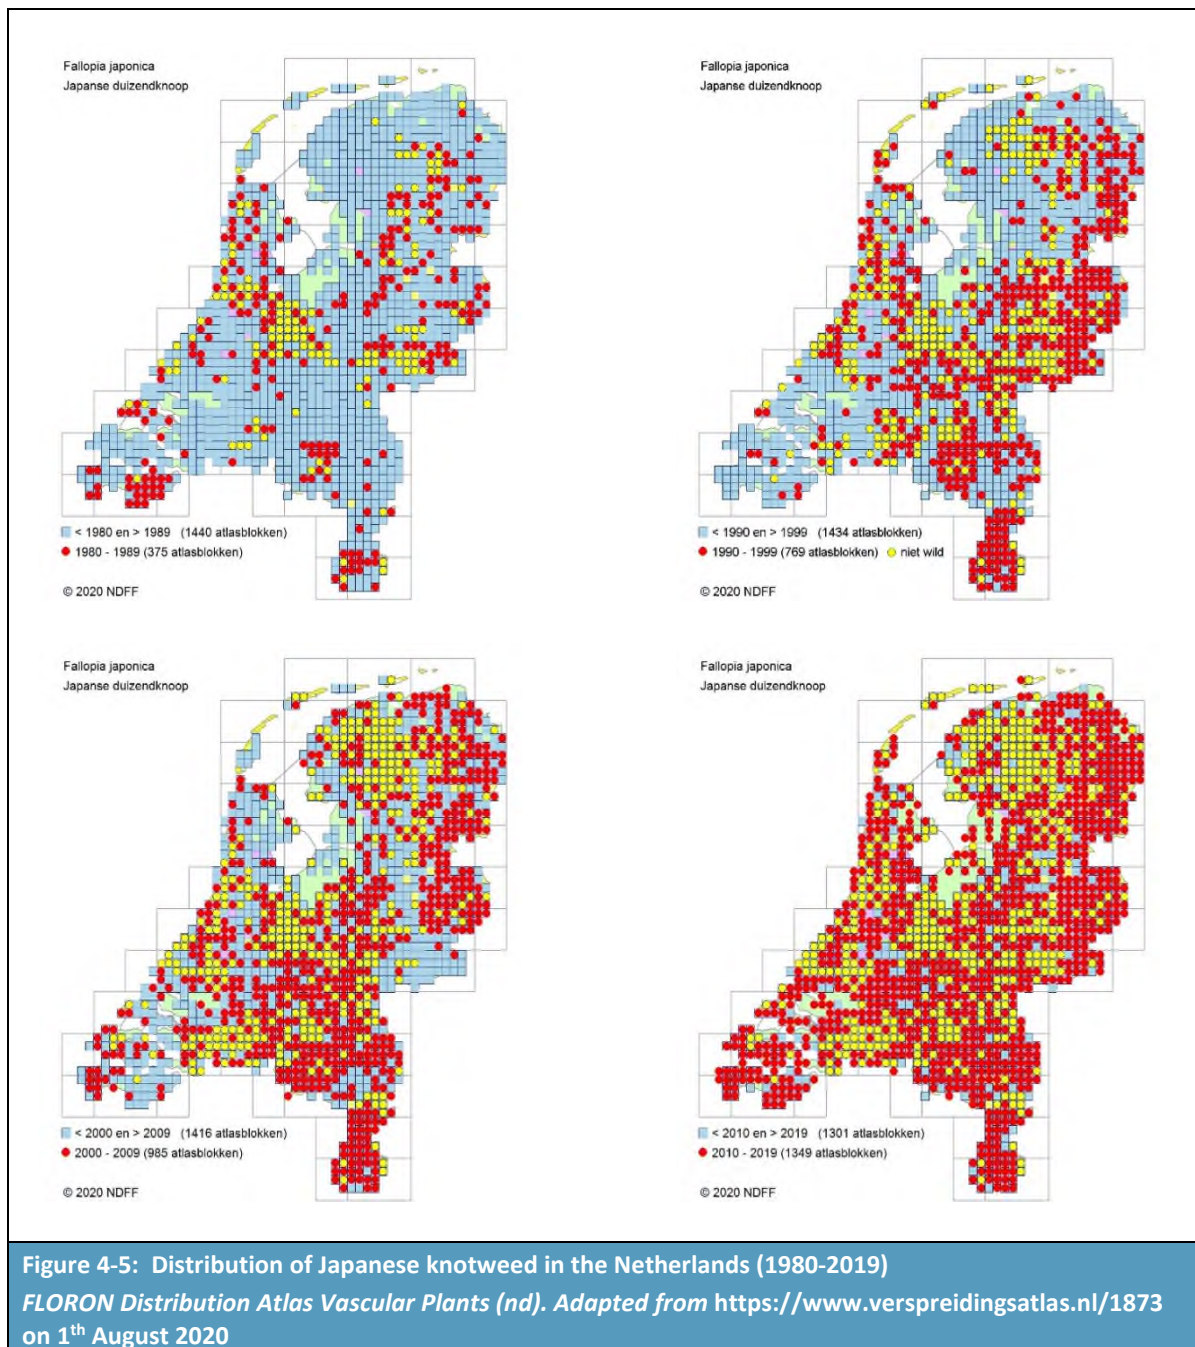 Fallopia japonica
Japanse duizendknoop
< 1980 en > 1989 (1440 atlasblokken)
1980 - 1989 (375 atlasblokken)
© 2020 NDFF
Fallopia japonica
Japanse duizendknoop
< 1990 en > 1999 (1434 atlasblokken)
1990 - 1999 (769 atlasblokken) niet wild
© 2020 NDFF
Fallopia japonica
Japanse duizendknoop
< 2000 en > 2009 (1416 atlasblokken)
2000 - 2009 (985 atlasblokken)
© 2020 NDFF
Fallopia japonica
Japanse duizendknoop
< 2010 en > 2019 (1301 atlasblokken)
2010 - 2019 (1349 atlasblokken)
© 2020 NDFF
Figure 4-5: Distribution of Japanese knotweed in the Netherlands (1980-2019)
FLORON Distribution Atlas Vascular Plants (nd). Adapted from https://www.verspreidingsatlas.nl/1873
on 1th August 2020